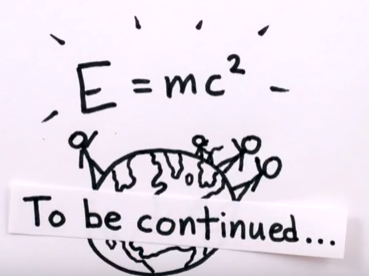 E = mc²
To be continued...